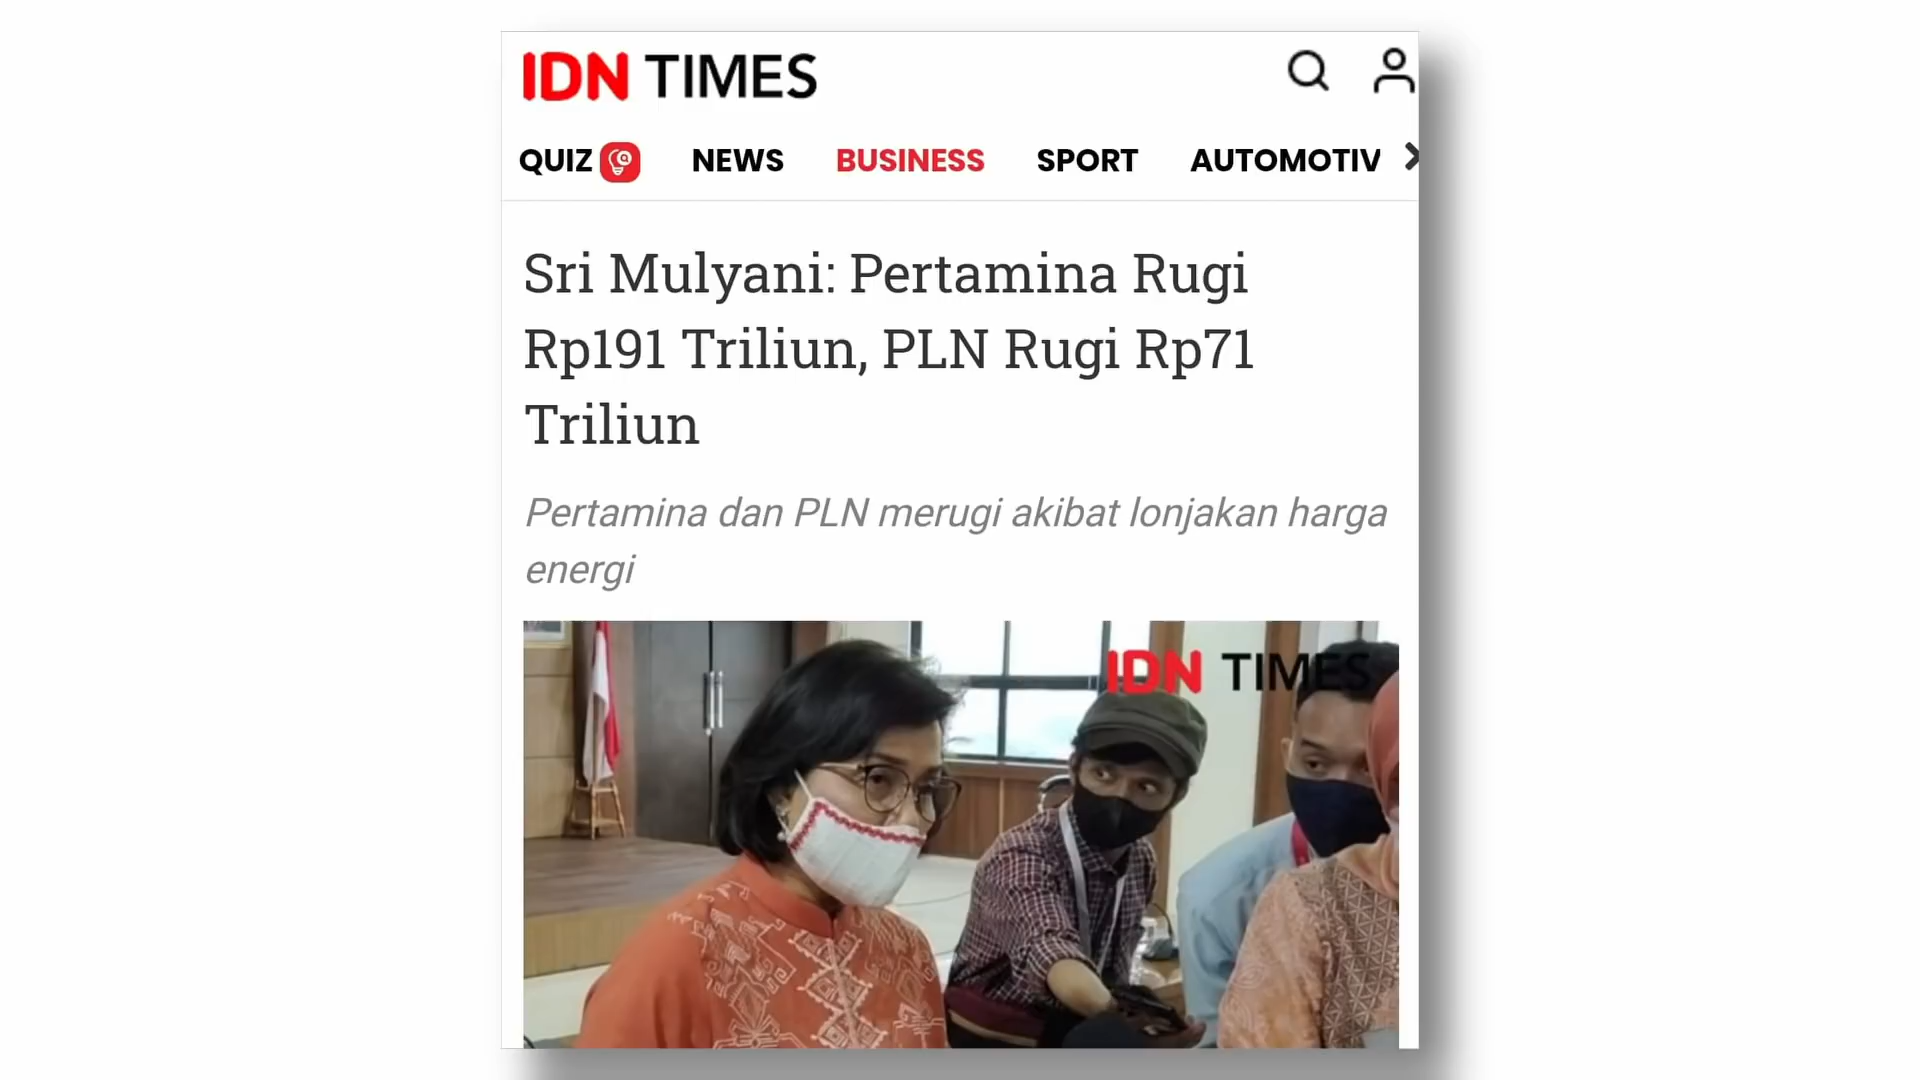 IDN TIMES
QUIZ NEWS BUSINESS SPORT AUTOMOTIV
Sri Mulyani: Pertamina Rugi
Rp191 Triliun, PLN Rugi Rp71
Triliun
Pertamina dan PLN merugi akibat lonjakan harga
energi
IDN TIMES